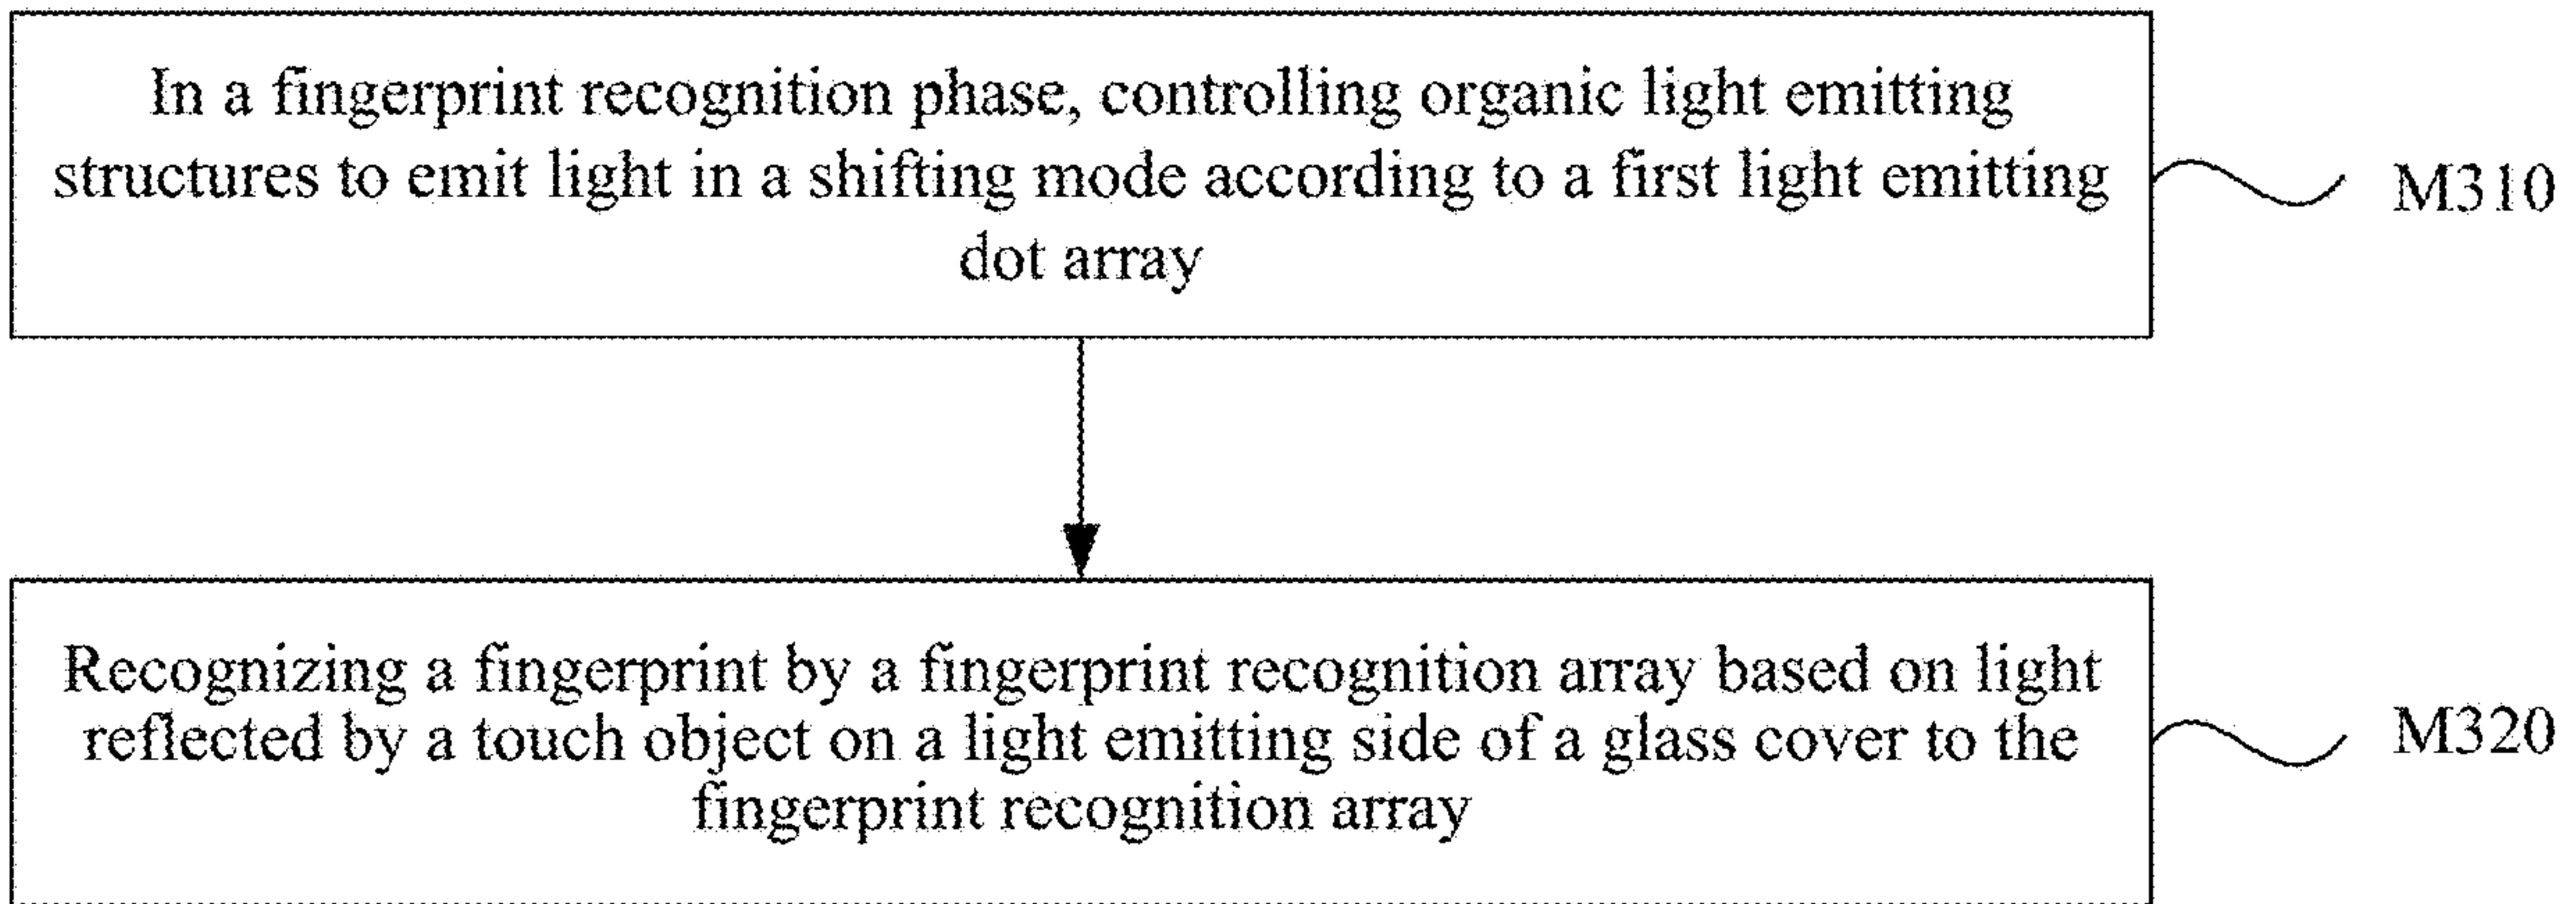 In a fingerprint recognition phase, controlling organic light emitting
structures to emit light in a shifting mode according to a first light emitting
dot array
M310
Recognizing a fingerprint by a fingerprint recognition array based on light
reflected by a touch object on a light emitting side of a glass cover to the
fingerprint recognition array
M320